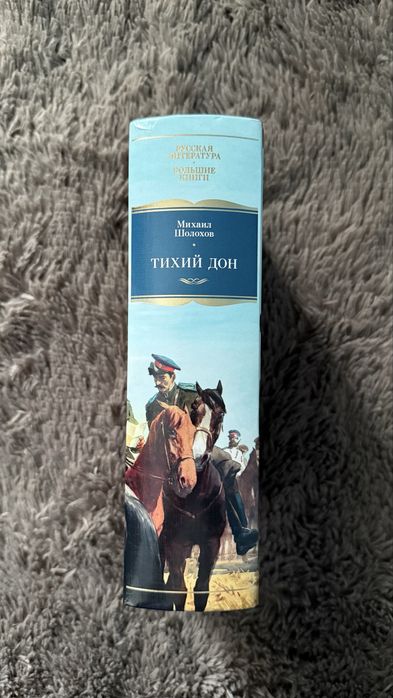 РУССКАЯ
ЛИТЕРАТУРА
БОЛЬШИЕ
КНИГИ
Михаил
Шолохов
ТИХИЙ ДОН